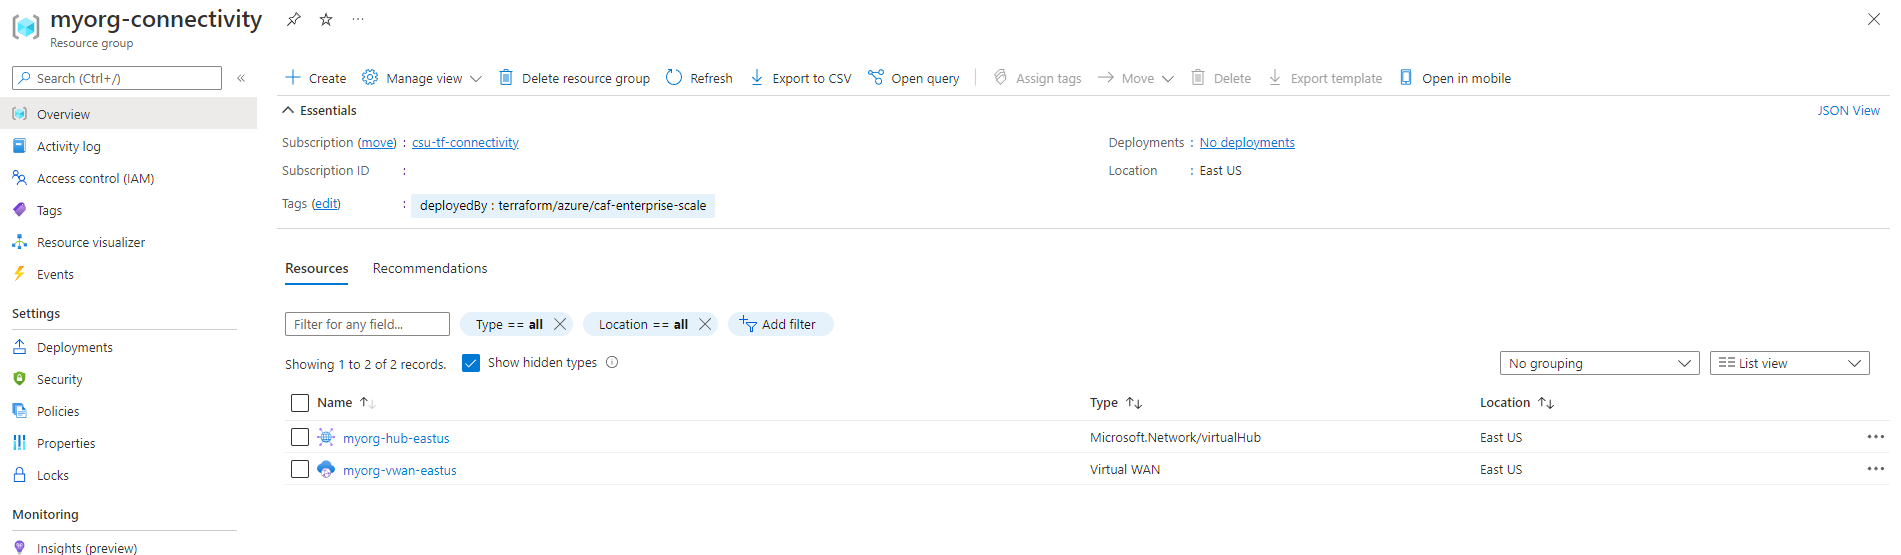 myorg-connectivity
Resource group
Search (Ctrl+/)
Overview
Activity log
Access control (IAM)
Tags
Resource visualizer
Events
Settings
Deployments
Security
Policies
Properties
Locks
Monitoring
Insights (preview)
Create Manage view Delete resource group Refresh Export to CSV Open query Assign tags Move Delete Export template Open in mobile
Essentials JSON View
Subscription (move) : csu-tf-connectivity Deployments : No deployments
Subscription ID : Location : East US
Tags (edit) : deployedBy : terraform/azure/caf-enterprise-scale
Resources Recommendations
Filter for any field... Type == all Location == all Add filter
Showing 1 to 2 of 2 records. Show hidden types No grouping List view
Name Type Location
myorg-hub-eastus Microsoft.Network/virtualHub East US
myorg-vwan-eastus Virtual WAN East US